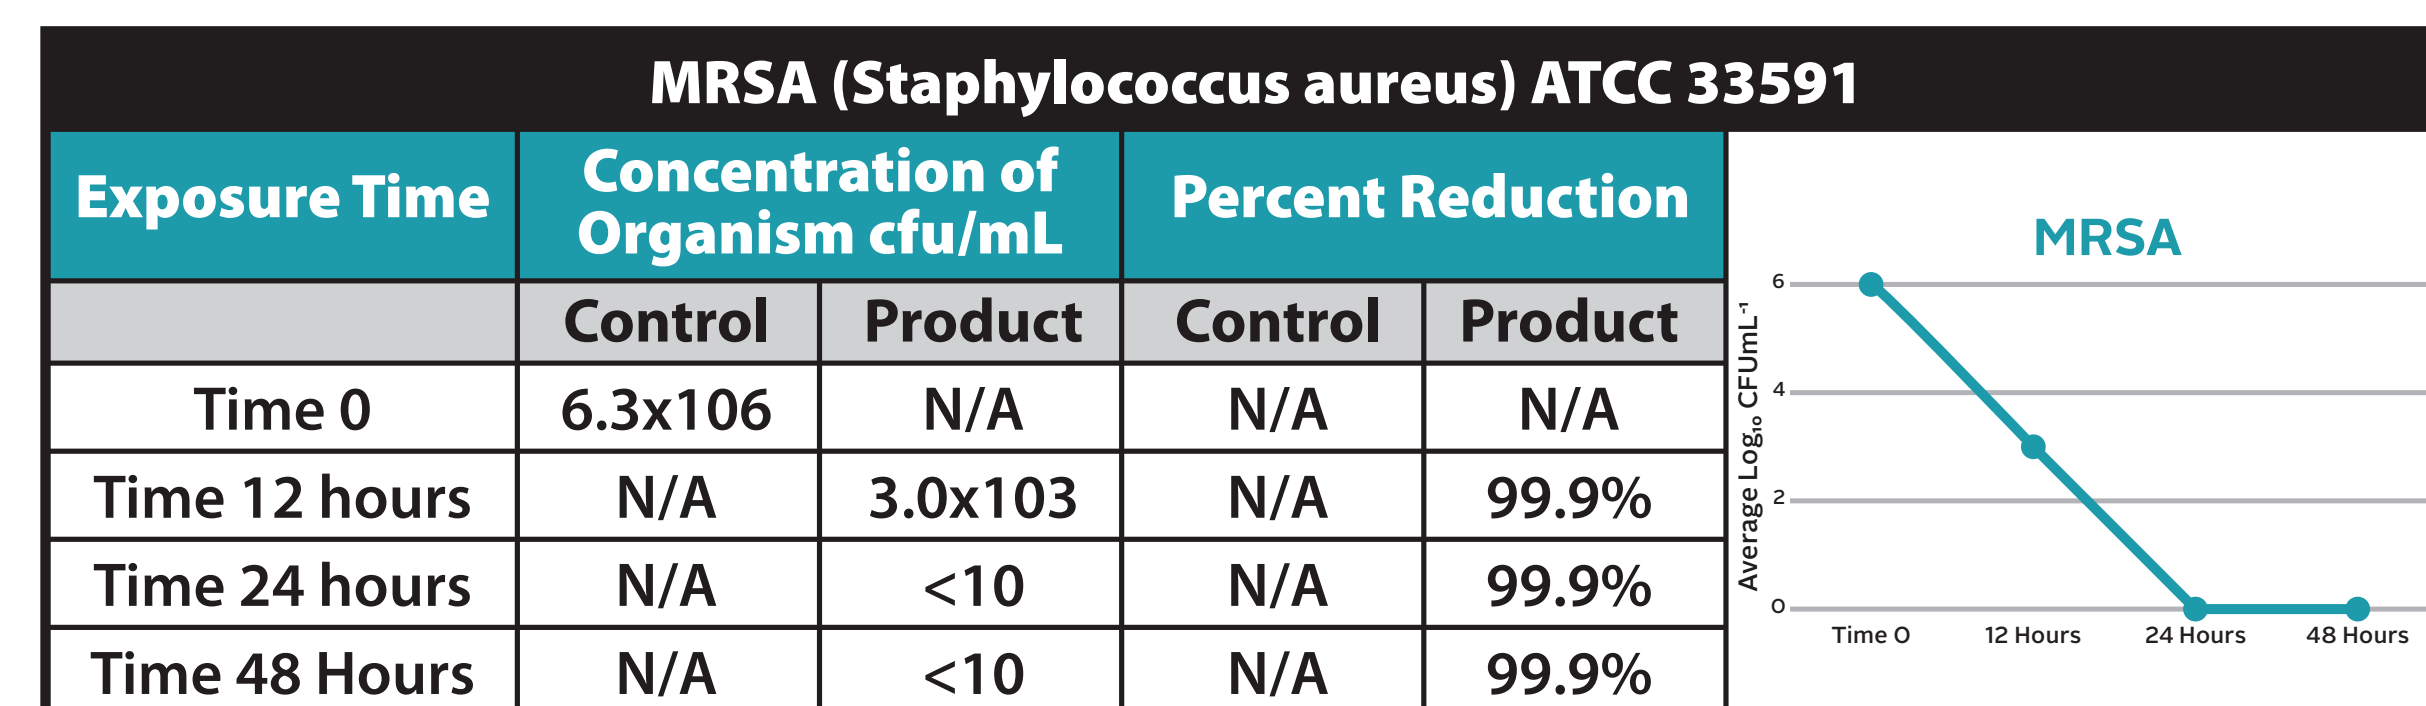 MRSA (Staphylococcus aureus) ATCC 33591
Exposure Time
Concentration of
Organism cfu/mL
Percent Reduction
Control Product Control Product
Time 0 6.3x106 N/A N/A N/A
Time 12 hours N/A 3.0x103 N/A 99.9%
Time 24 hours N/A <10 N/A 99.9%
Time 48 Hours N/A <10 N/A 99.9%
MRSA
Average Log₁₀ CFUmL⁻¹
6
4
2
0
Time 0 12 Hours 24 Hours 48 Hours